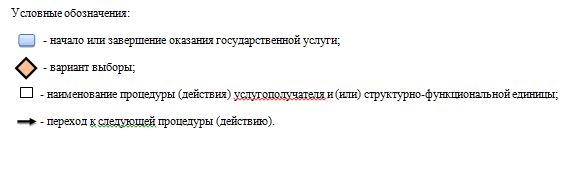 Условные обозначения:
- начало или завершение оказания государственной услуги;
- вариант выборы;
- наименование процедуры (действия) услугополучателя и (или) структурно-функциональной единицы;
- переход к следующей процедуры (действию).